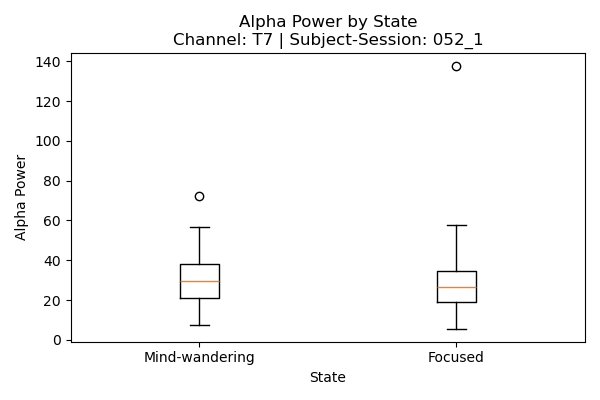 Alpha Power by State
Channel: T7 | Subject-Session: 052_1
Alpha Power
140
120
100
80
60
40
20
0
Mind-wandering
Focused
State